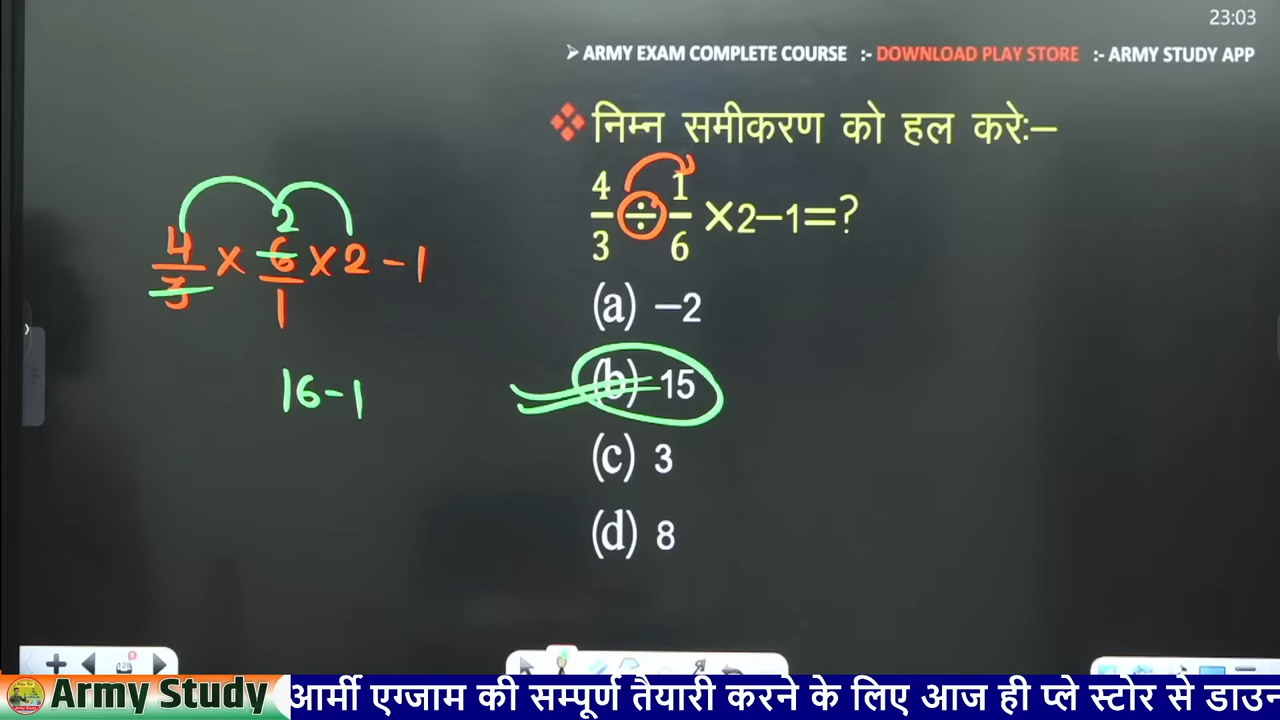 23:03
➢ ARMY EXAM COMPLETE COURSE :- DOWNLOAD PLAY STORE :- ARMY STUDY APP
❖ निम्न समीकरण को हल करेः–
4/3 ÷ 1/6 ×2–1=?
(a) –2
(b) 15
(c) 3
(d) 8
2
4/3 × 6/1 × 2 - 1
16-1
Army Study
आर्मी एग्जाम की सम्पूर्ण तैयारी करने के लिए आज ही प्ले स्टोर से डाउन